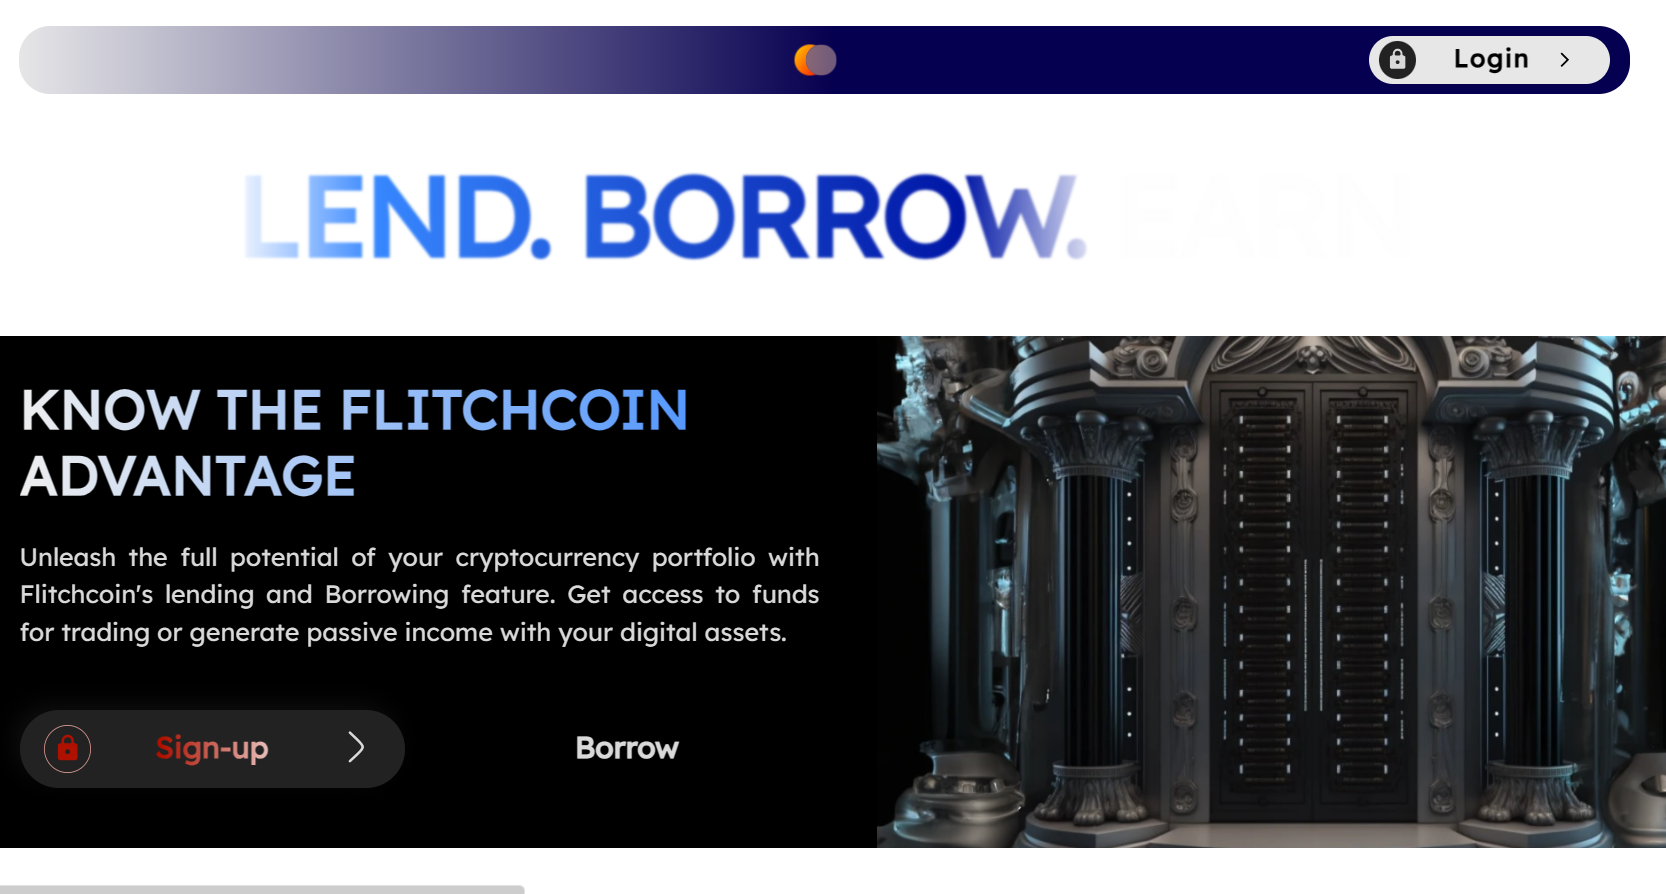 Login
LEND. BORROW. EARN
KNOW THE FLITCHCOIN
ADVANTAGE
Unleash the full potential of your cryptocurrency portfolio with
Flitchcoin's lending and Borrowing feature. Get access to funds
for trading or generate passive income with your digital assets.
Sign-up
Borrow